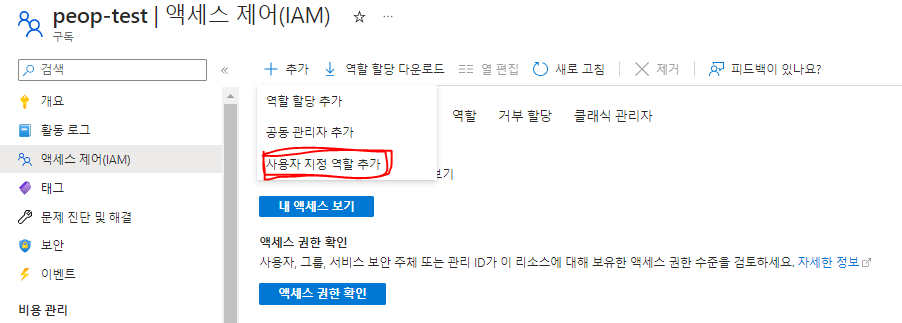 peop-test | 액세스 제어(IAM) ☆ ...
구독
검색 «
+ 추가 역할 할당 다운로드 열 편집 새로 고침 제거 피드백이 있나요?
개요
활동 로그
액세스 제어(IAM)
태그
문제 진단 및 해결
보안
이벤트
비용 관리
역할 할당 추가
공동 관리자 추가
사용자 지정 역할 추가
역할 거부 할당 클래식 관리자
보기
내 액세스 보기
액세스 권한 확인
사용자, 그룹, 서비스 보안 주체 또는 관리 ID가 이 리소스에 대해 보유한 액세스 권한 수준을 검토하세요. 자세한 정보
액세스 권한 확인